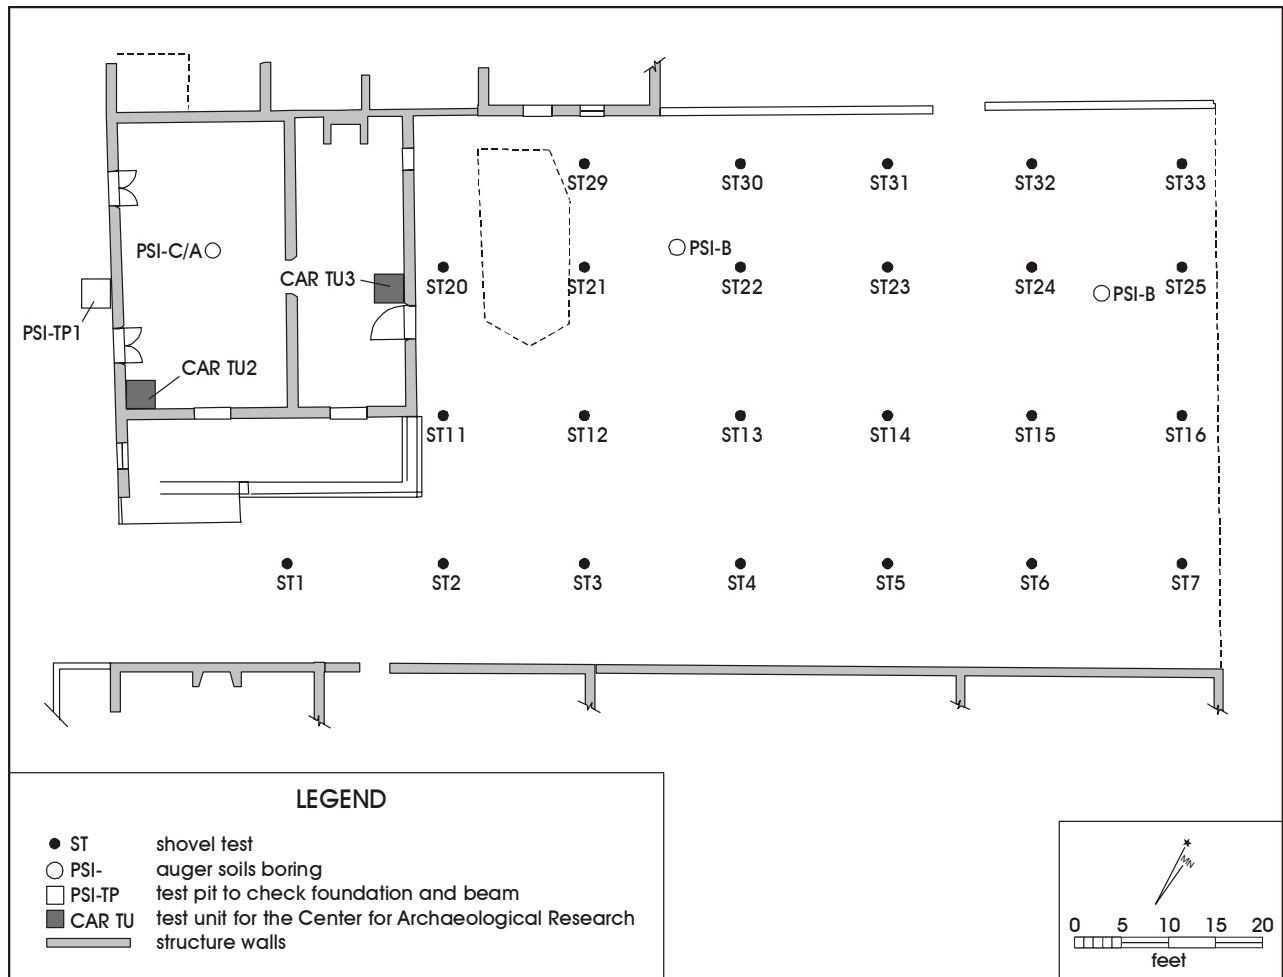 ST29 ST30 ST31 ST32 ST33
PSI-C/A PSI-B
CAR TU3 ST20 ST21 ST22 ST23 ST24 PSI-B ST25
PSI-TP1
CAR TU2
ST11 ST12 ST13 ST14 ST15 ST16
ST1 ST2 ST3 ST4 ST5 ST6 ST7
LEGEND
ST shovel test
PSI- auger soils boring
PSI-TP test pit to check foundation and beam
CAR TU test unit for the Center for Archaeological Research
structure walls
MN
0 5 10 15 20
feet